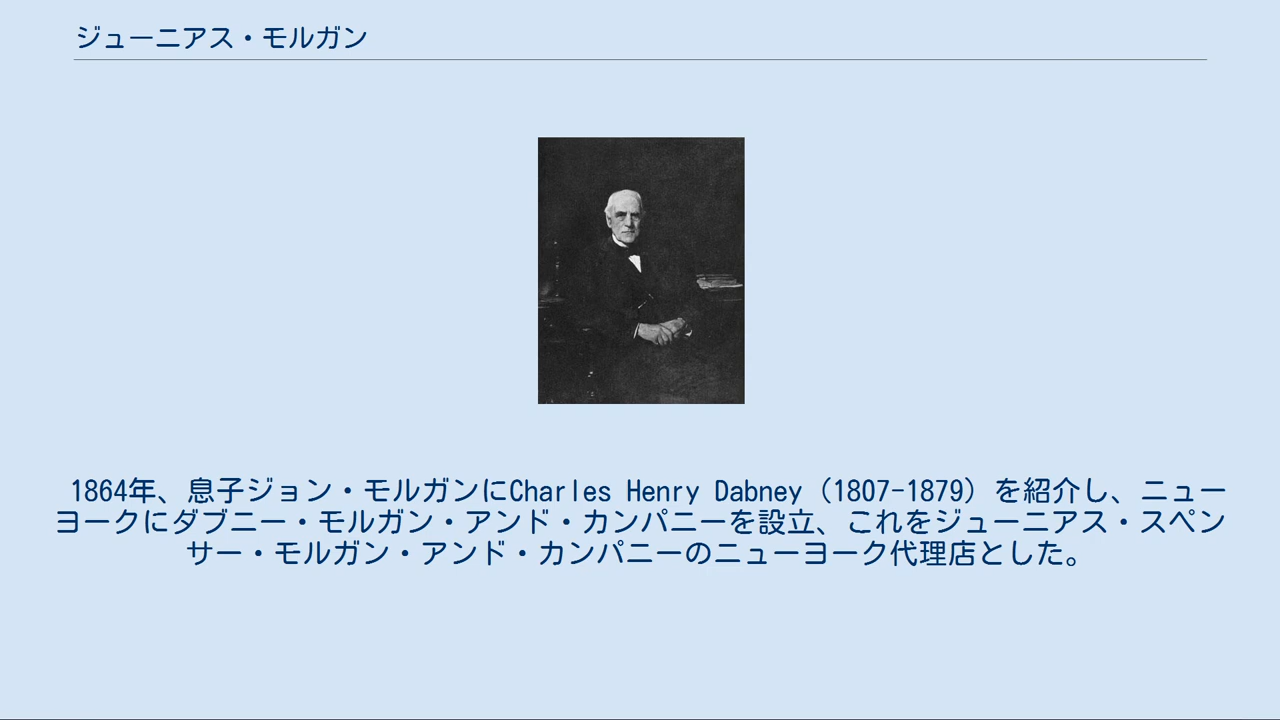 ジューニアス・モルガン
1864年、息子ジョン・モルガンにCharles Henry Dabney（1807-1879）を紹介し、ニュー
ヨークにダブニー・モルガン・アンド・カンパニーを設立、これをジューニアス・スペン
サー・モルガン・アンド・カンパニーのニューヨーク代理店とした。